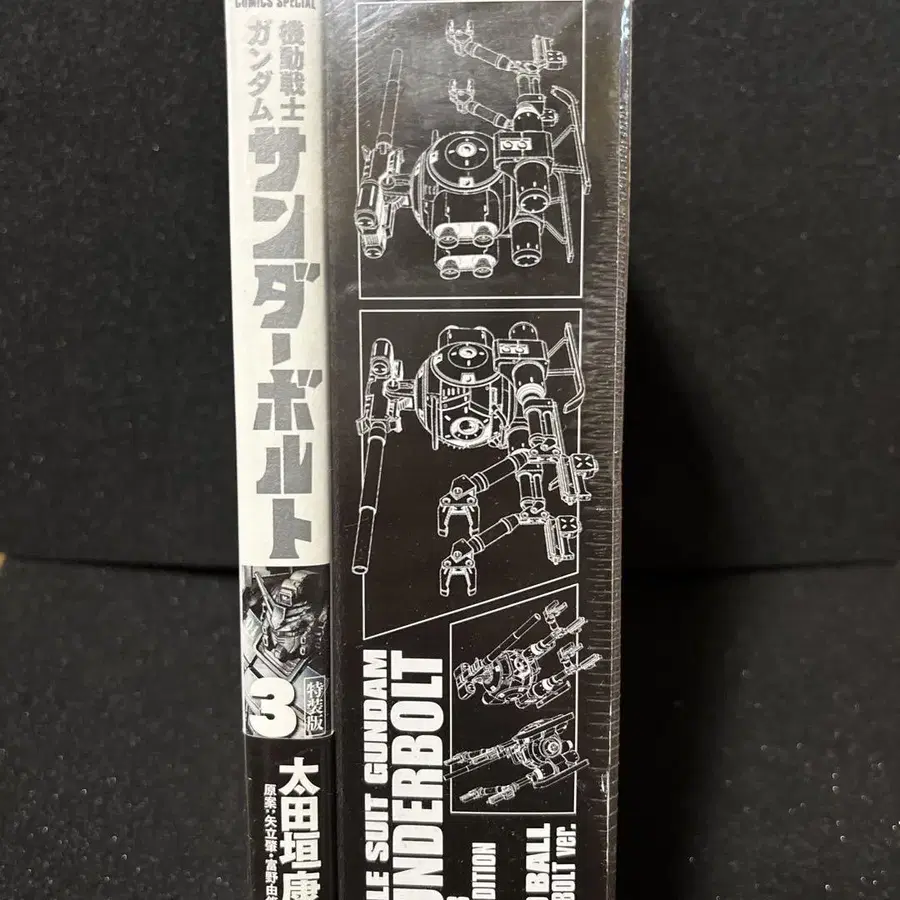 COMICS SPECIAL
機動戦士
ガンダム
サンダーボルト
3
特装版
太田垣康
原案:矢立肇・富野由悠
LE SUIT GUNDAM
UNDERBOLT
DITION
BALL
BOLT ver.